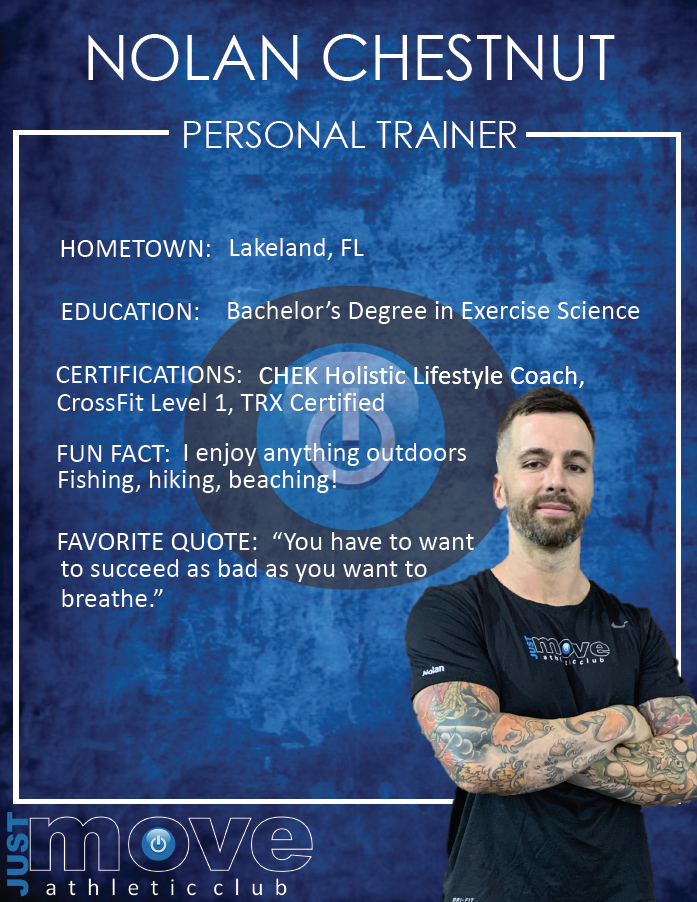 NOLAN CHESTNUT
PERSONAL TRAINER
HOMETOWN: Lakeland, FL
EDUCATION: Bachelor’s Degree in Exercise Science
CERTIFICATIONS: CHEK Holistic Lifestyle Coach,
CrossFit Level 1, TRX Certified
FUN FACT: I enjoy anything outdoors
Fishing, hiking, beaching!
FAVORITE QUOTE: “You have to want
to succeed as bad as you want to
breathe.”
JUST move
athletic club
Nolan
JUST move
athletic club
DRI-FIT